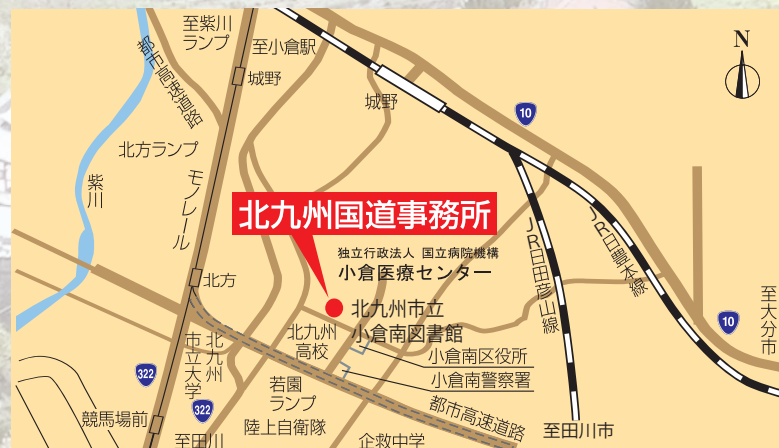 至紫川
ランプ
至小倉駅
都市高速道路
城野
城野
N
10
北方ランプ
紫川
モノレール
北九州国道事務所
独立行政法人 国立病院機構
小倉医療センター
JR日田彦山線
JR日豊本線
北方
北九州市立
小倉南図書館
至大分市
10
北九州
市立大学
北九州
高校
小倉南区役所
小倉南警察署
322
322
若園
ランプ
都市高速道路
競馬場前
陸上自衛隊
至田川市
至田川
企救中学